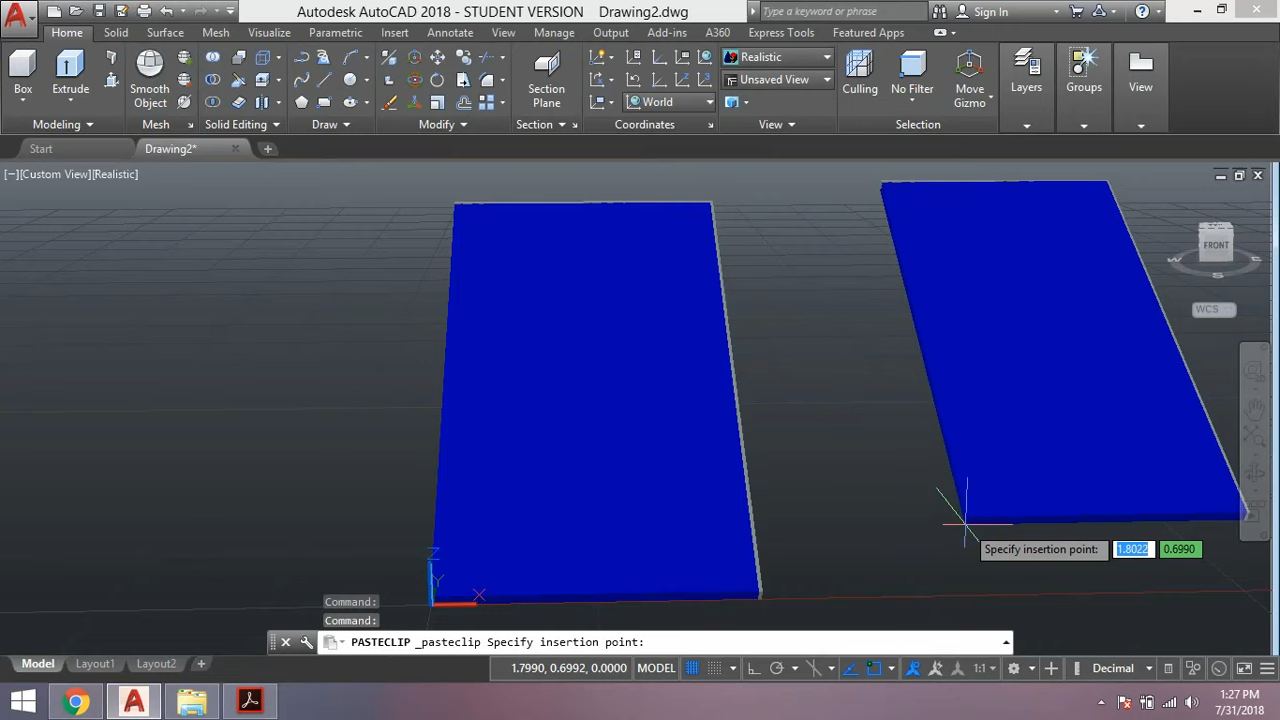 Autodesk AutoCAD 2018 - STUDENT VERSION Drawing2.dwg
Type a keyword or phrase
Sign In
Home Solid Surface Mesh Visualize Parametric Insert Annotate View Manage Output Add-ins A360 Express Tools Featured Apps
Box
Extrude
Smooth
Object
Section
Plane
Realistic
Unsaved View
World
Culling
No Filter
Move
Gizmo
Layers
Groups
View
Modeling Mesh Solid Editing Draw Modify Section Coordinates View Selection
Start Drawing2*
[−][Custom View][Realistic]
FRONT
W
S
WCS
Z
Y
X
Specify insertion point: 1.8022 0.6990
Command:
Command:
PASTECLIP _pasteclip Specify insertion point:
Model Layout1 Layout2 +
1.7990, 0.6992, 0.0000 MODEL 1:1 Decimal
1:27 PM
7/31/2018